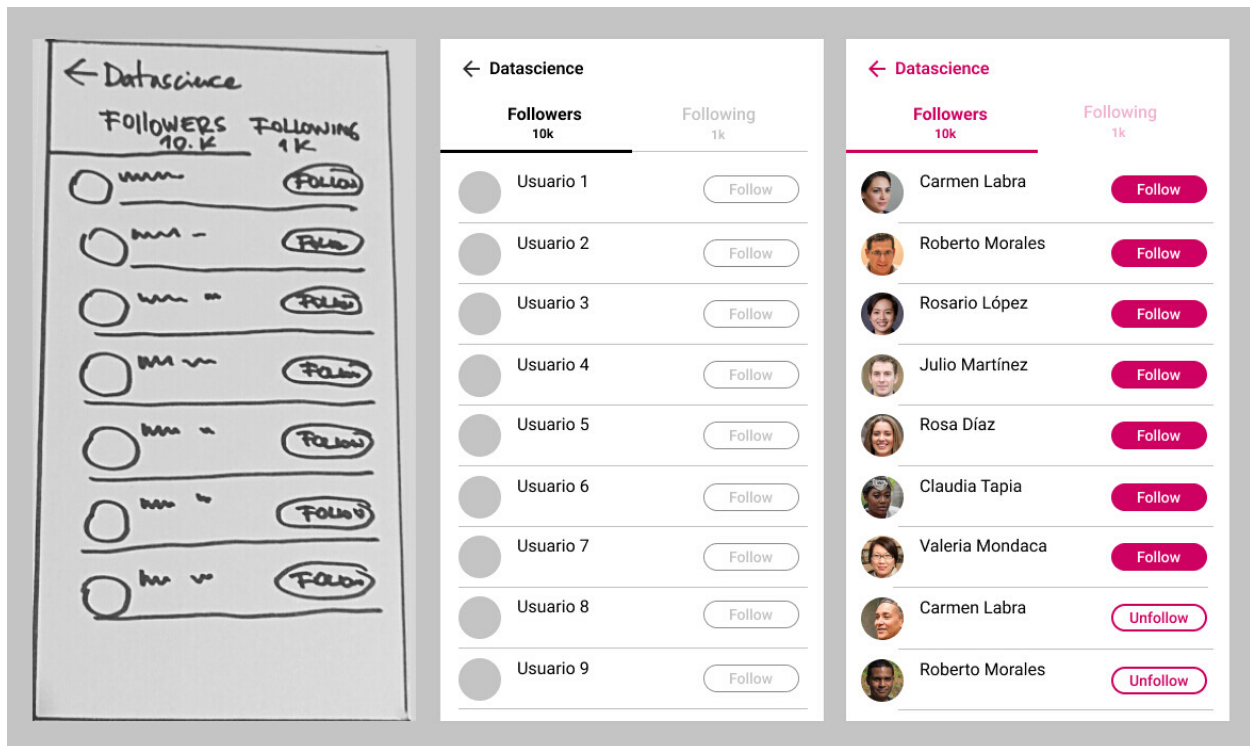 ← Datascience
FOllOWERS FOLLOWING
10.K 1K
FOLLOW
FOLLOW
FOLLOW
FOLLOW
← Datascience
Followers Following
10k 1k
Usuario 1 Follow
Usuario 2 Follow
Usuario 3 Follow
Usuario 4 Follow
Usuario 5 Follow
Usuario 6 Follow
Usuario 7 Follow
Usuario 8 Follow
Usuario 9 Follow
← Datascience
Followers Following
10k 1k
Carmen Labra Follow
Roberto Morales Follow
Rosario López Follow
Julio Martínez Follow
Rosa Díaz Follow
Claudia Tapia Follow
Valeria Mondaca Follow
Carmen Labra Unfollow
Roberto Morales Unfollow